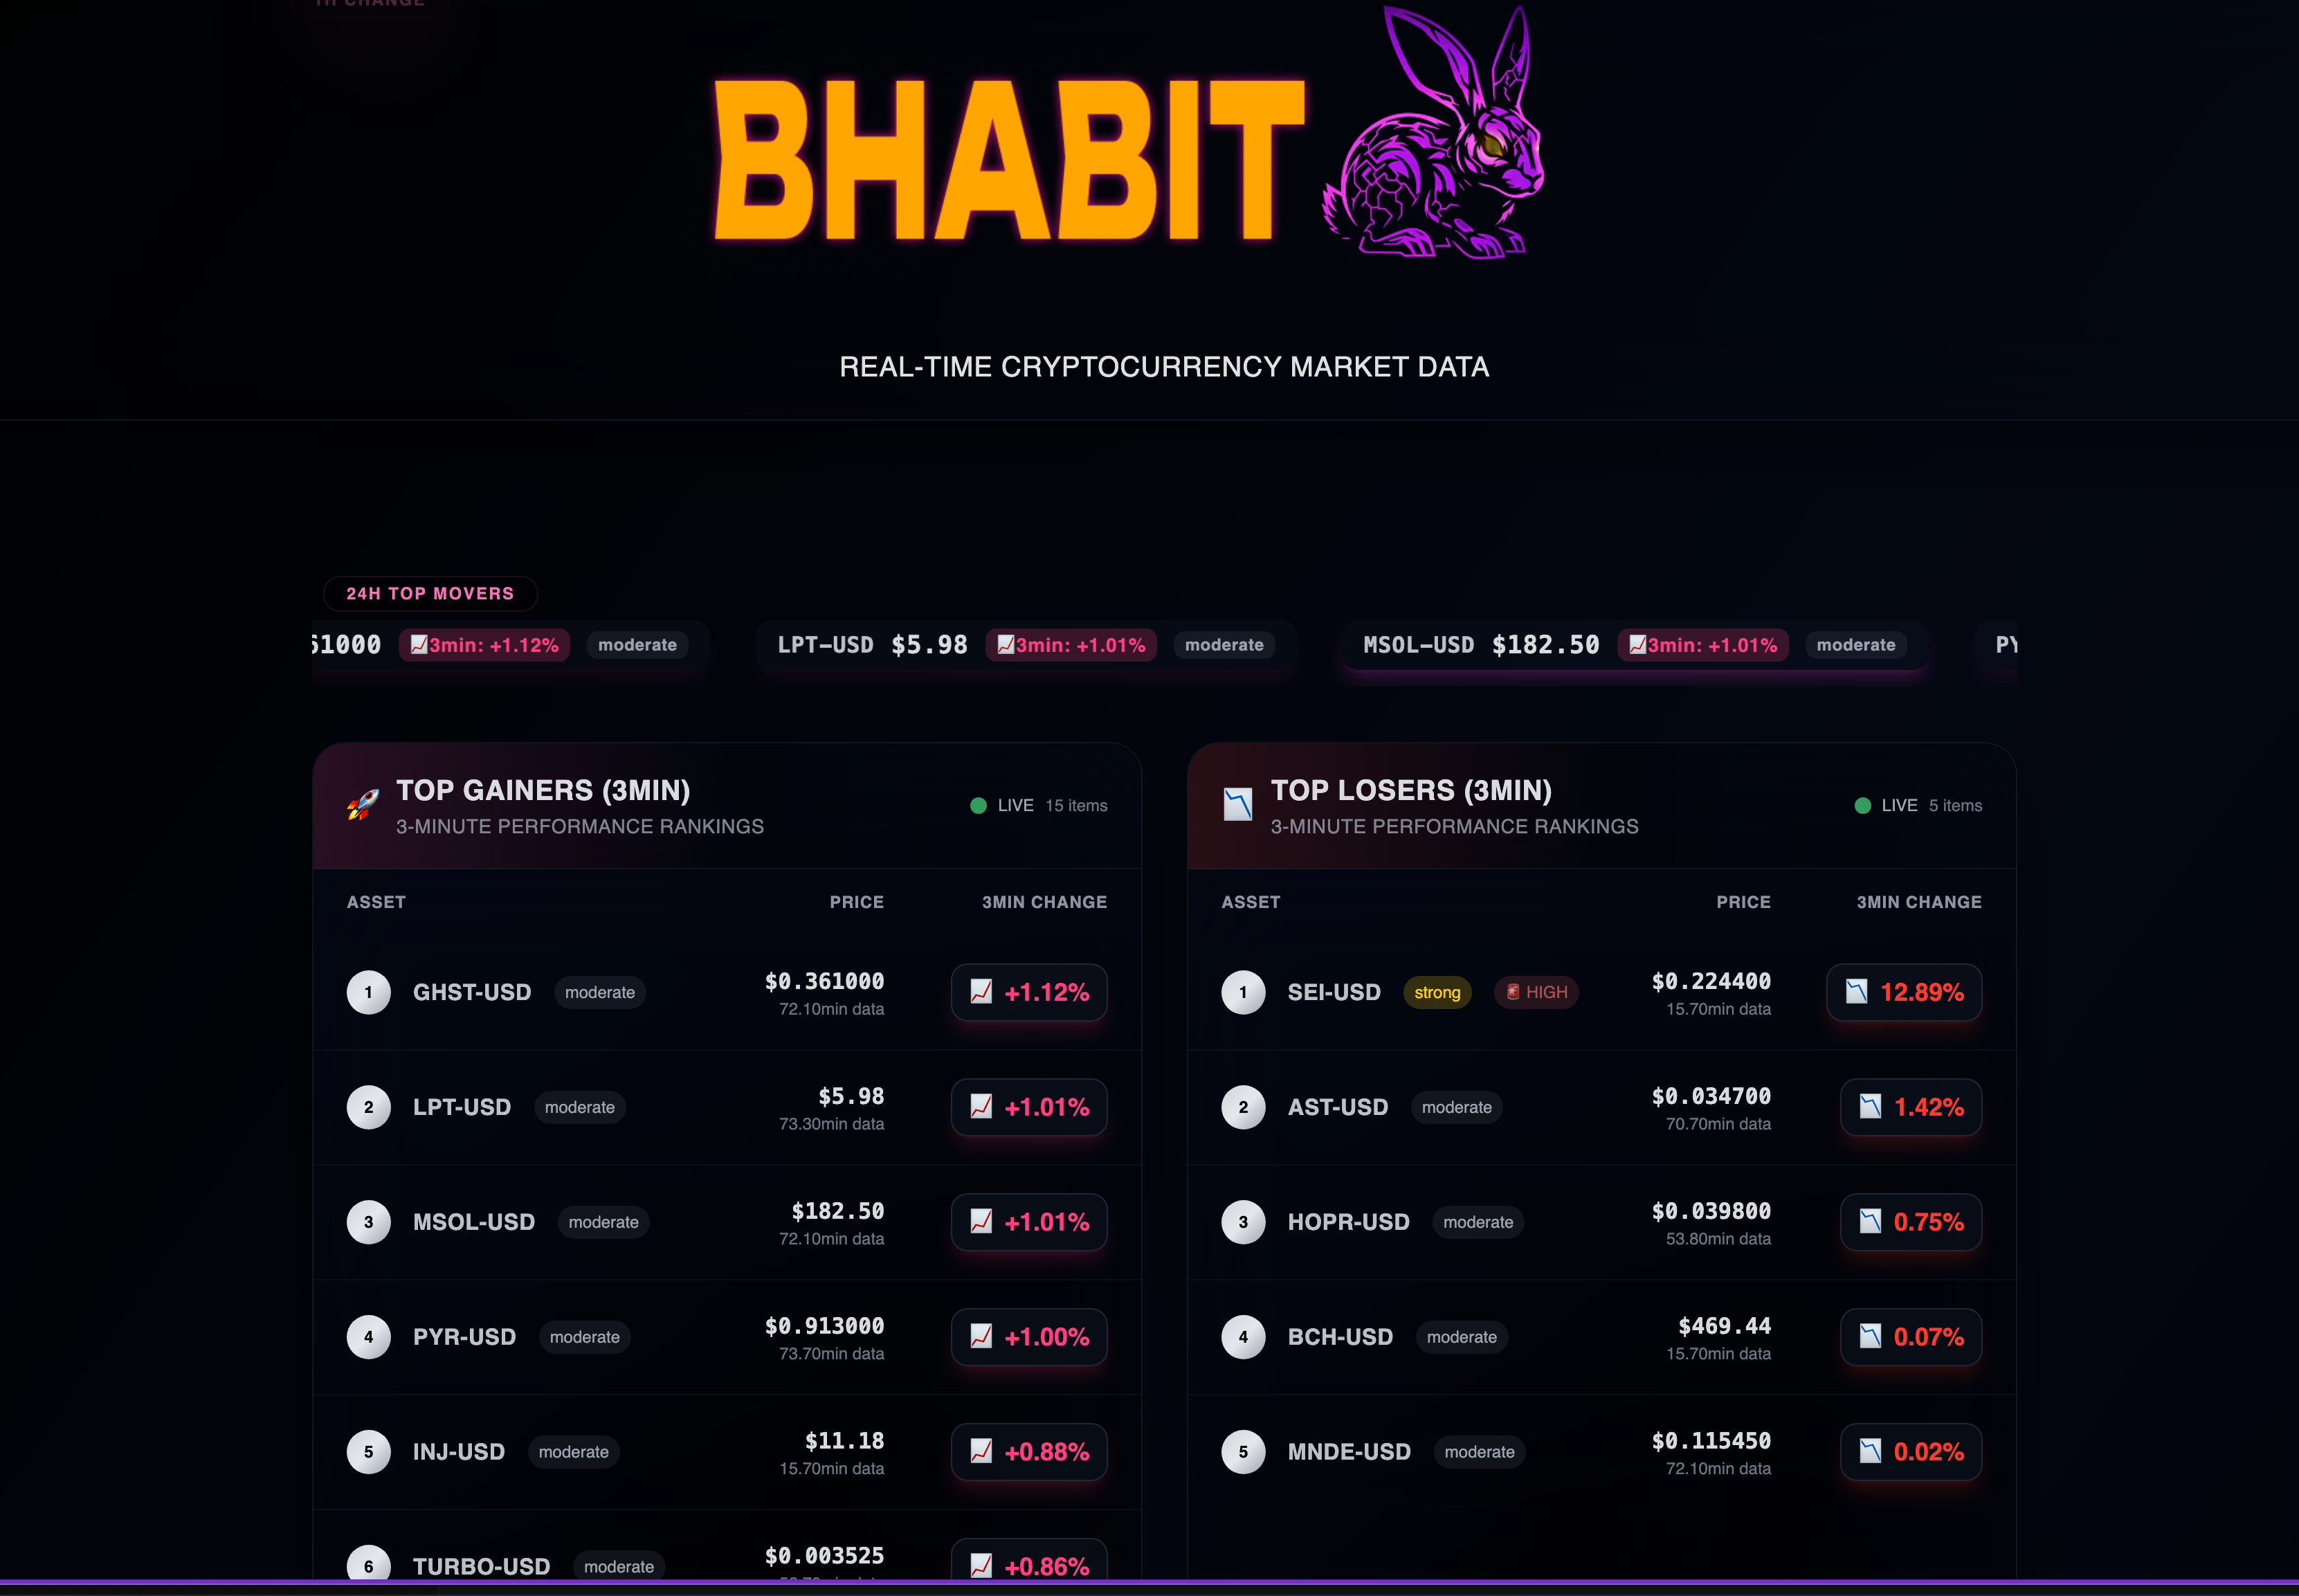 1H CHANGE
BHABIT
REAL-TIME CRYPTOCURRENCY MARKET DATA
24H TOP MOVERS
61000 3min: +1.12% moderate LPT-USD $5.98 3min: +1.01% moderate MSOL-USD $182.50 3min: +1.01% moderate PY
TOP GAINERS (3MIN)
3-MINUTE PERFORMANCE RANKINGS
LIVE 15 items
ASSET PRICE 3MIN CHANGE
1 GHST-USD moderate $0.361000 +1.12%
72.10min data
2 LPT-USD moderate $5.98 +1.01%
73.30min data
3 MSOL-USD moderate $182.50 +1.01%
72.10min data
4 PYR-USD moderate $0.913000 +1.00%
73.70min data
5 INJ-USD moderate $11.18 +0.88%
15.70min data
6 TURBO-USD moderate $0.003525 +0.86%
TOP LOSERS (3MIN)
3-MINUTE PERFORMANCE RANKINGS
LIVE 5 items
ASSET PRICE 3MIN CHANGE
1 SEI-USD strong HIGH $0.224400 12.89%
15.70min data
2 AST-USD moderate $0.034700 1.42%
70.70min data
3 HOPR-USD moderate $0.039800 0.75%
53.80min data
4 BCH-USD moderate $469.44 0.07%
15.70min data
5 MNDE-USD moderate $0.115450 0.02%
72.10min data